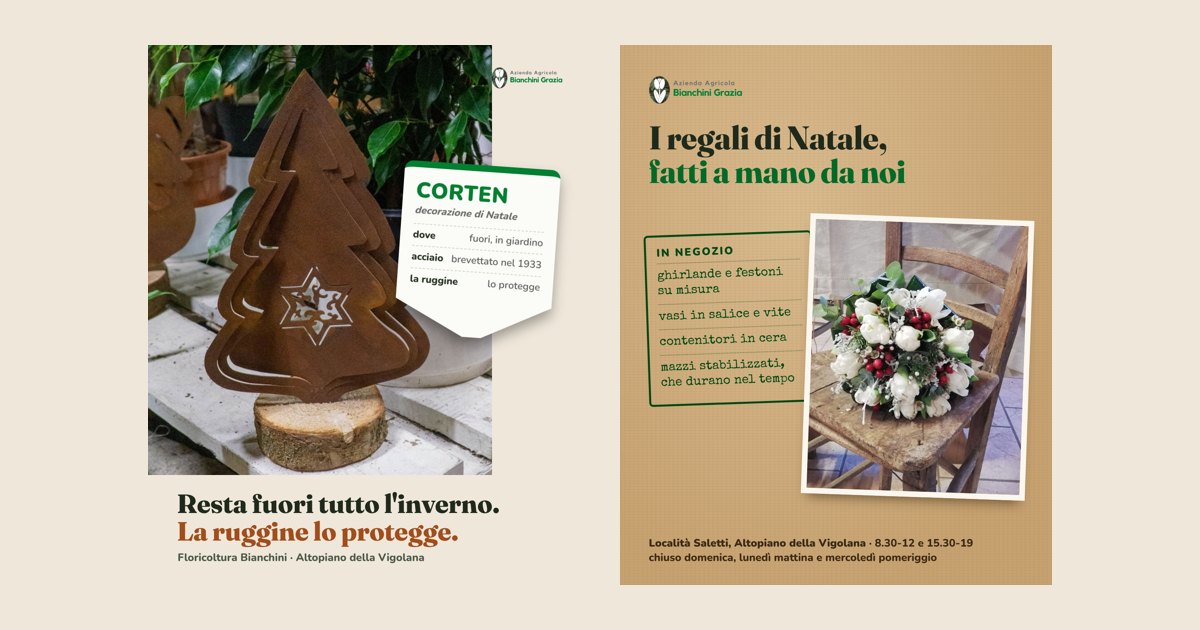 Azienda Agricola
Bianchini Grazia
CORTEN
decorazione di Natale
dove fuori, in giardino
acciaio brevettato nel 1933
la ruggine lo protegge
Resta fuori tutto l'inverno.
La ruggine lo protegge.
Floricoltura Bianchini · Altopiano della Vigolana
Azienda Agricola
Bianchini Grazia
I regali di Natale,
fatti a mano da noi
IN NEGOZIO
ghirlande e festoni
su misura
vasi in salice e vite
contenitori in cera
mazzi stabilizzati,
che durano nel tempo
Località Saletti, Altopiano della Vigolana · 8.30-12 e 15.30-19
chiuso domenica, lunedì mattina e mercoledì pomeriggio